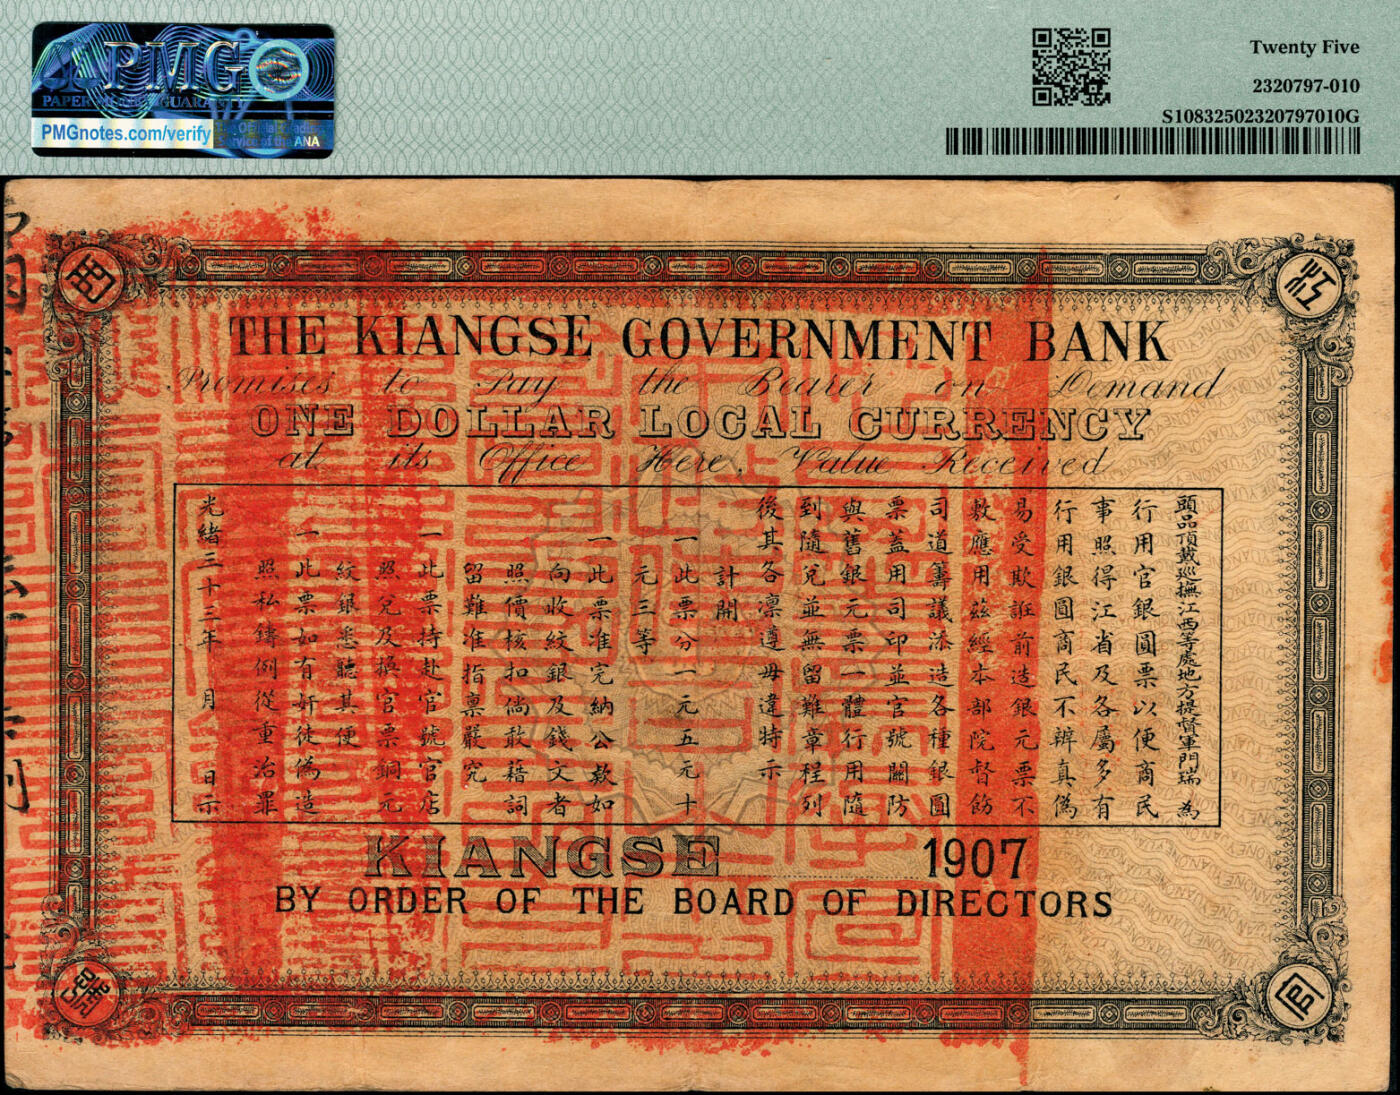 PMG
PAPER MONEY GUARANTY
PMGnotes.com/verify
Service of the ANA
Twenty Five
2320797-010
S10832502320797010G
江
西
THE KIANGSE GOVERNMENT BANK
Promises to Pay the Bearer on Demand
ONE DOLLAR LOCAL CURRENCY
at its Office Here, Value Received
頭品頂戴巡撫江西等處地方提督軍門瑞 為
行用官銀圓票以便商民
事照得江省及各屬多有
行用銀圓商民不辨真偽
易受欺誑前造銀元票不
敷應用茲經本部院督飭
司道籌議添造各種銀圓
票蓋用司印並官號關防
與舊銀元票一體行用隨
到隨兌並無留難章程列
後其各凜遵毋違特示
計開
一此票分一元五元十
元三等
一此票准完納公款如
向收紋銀及錢文者
照價核扣倘敢藉詞
留難准指稟嚴究
一此票持赴官號官店
照兌及換官票銅元
紋銀悉聽其便
一此票如有奸徒偽造
照私鑄例從重治罪
光緒三十三年 月 日示
KIANGSE 1907
BY ORDER OF THE BOARD OF DIRECTORS
官
號